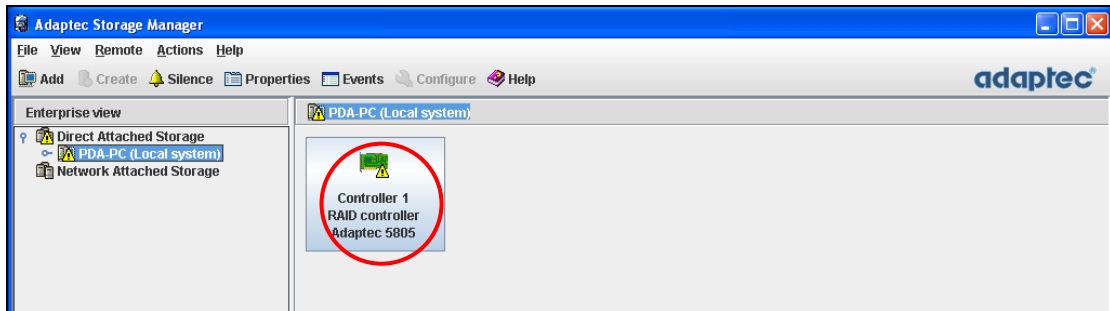 Adaptec Storage Manager
File View Remote Actions Help
Add Create Silence Properties Events Configure Help
adaptec
Enterprise view
PDA-PC (Local system)
Direct Attached Storage
PDA-PC (Local system)
Network Attached Storage
Controller 1
RAID controller
Adaptec 5805